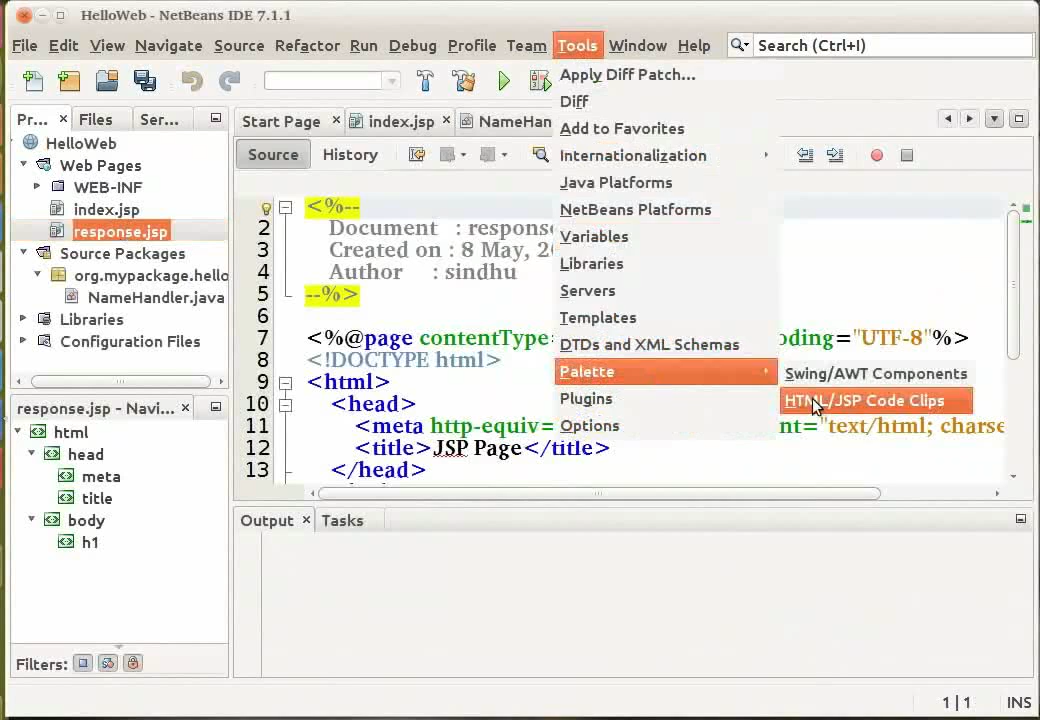 HelloWeb - NetBeans IDE 7.1.1
File Edit View Navigate Source Refactor Run Debug Profile Team Tools Window Help Search (Ctrl+I)
Pr... Files Ser...
HelloWeb
Web Pages
WEB-INF
index.jsp
response.jsp
Source Packages
org.mypackage.hello
NameHandler.java
Libraries
Configuration Files
response.jsp - Navi...
html
head
meta
title
body
h1
Filters:
Start Page index.jsp NameHan
Source History
<%--
2 Document : response
3 Created on : 8 May, 20
4 Author : sindhu
5 --%>
6
7 <%@page contentType= oding="UTF-8"%>
8 <!DOCTYPE html>
9 <html>
10 <head>
11 <meta http-equiv= nt="text/html; charse
12 <title>JSP Page</title>
13 </head>
Apply Diff Patch...
Diff
Add to Favorites
Internationalization
Java Platforms
NetBeans Platforms
Variables
Libraries
Servers
Templates
DTDs and XML Schemas
Palette
Plugins
Options
Swing/AWT Components
HTML/JSP Code Clips
Output Tasks
1 | 1 INS